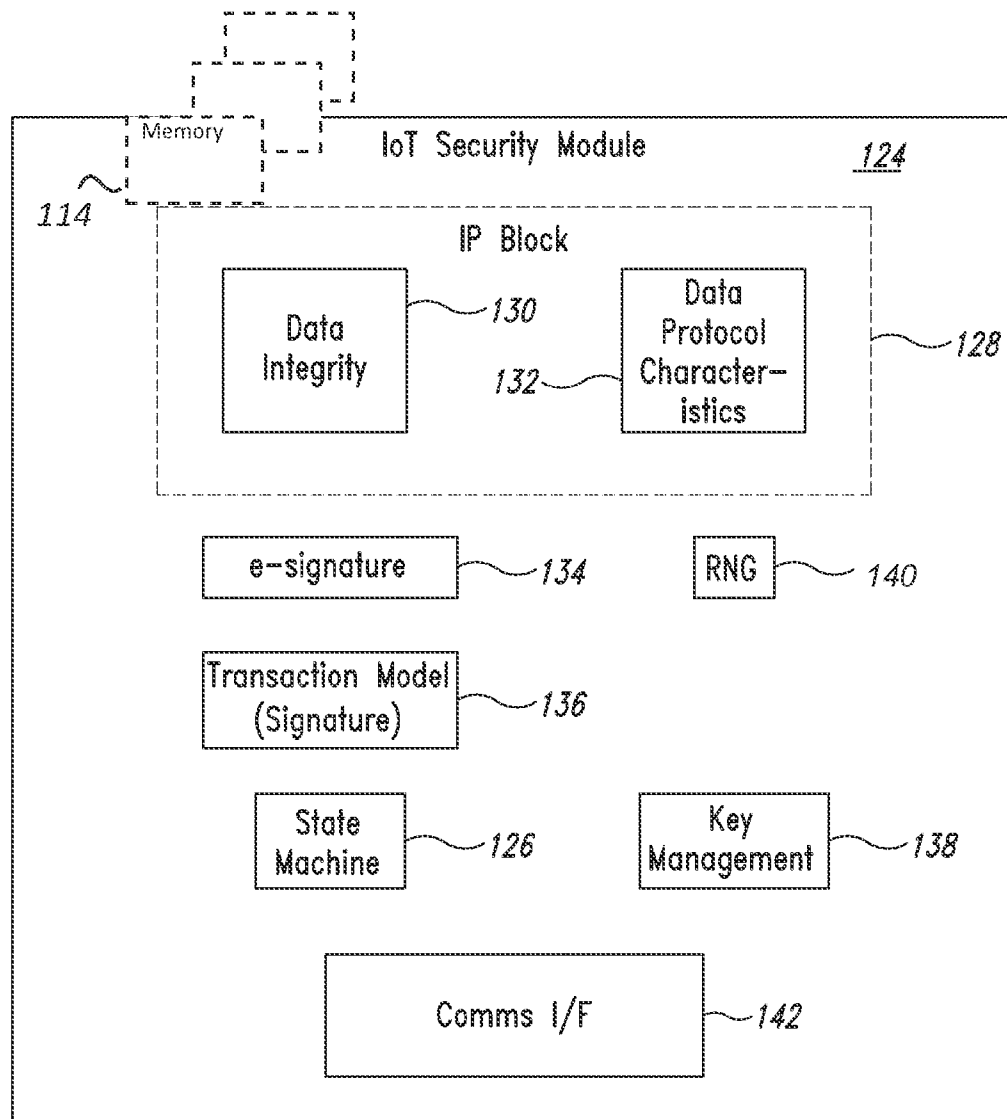 Memory
IoT Security Module
124
114
IP Block
Data
Integrity
130
Data
Protocol
Character-
istics
132
128
e-signature
134
RNG
140
Transaction Model
(Signature)
136
State
Machine
126
Key
Management
138
Comms I/F
142